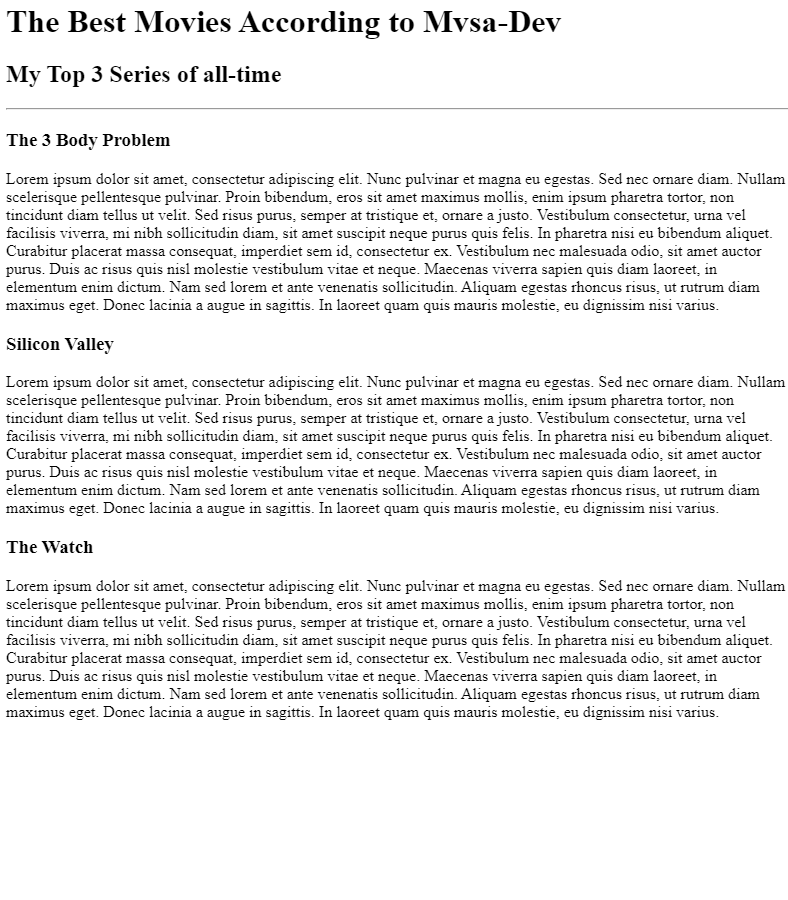 The Best Movies According to Mvsa-Dev
My Top 3 Series of all-time
The 3 Body Problem
Lorem ipsum dolor sit amet, consectetur adipiscing elit. Nunc pulvinar et magna eu egestas. Sed nec ornare diam. Nullam
scelerisque pellentesque pulvinar. Proin bibendum, eros sit amet maximus mollis, enim ipsum pharetra tortor, non
tincidunt diam tellus ut velit. Sed risus purus, semper at tristique et, ornare a justo. Vestibulum consectetur, urna vel
facilisis viverra, mi nibh sollicitudin diam, sit amet suscipit neque purus quis felis. In pharetra nisi eu bibendum aliquet.
Curabitur placerat massa consequat, imperdiet sem id, consectetur ex. Vestibulum nec malesuada odio, sit amet auctor
purus. Duis ac risus quis nisl molestie vestibulum vitae et neque. Maecenas viverra sapien quis diam laoreet, in
elementum enim dictum. Nam sed lorem et ante venenatis sollicitudin. Aliquam egestas rhoncus risus, ut rutrum diam
maximus eget. Donec lacinia a augue in sagittis. In laoreet quam quis mauris molestie, eu dignissim nisi varius.
Silicon Valley
Lorem ipsum dolor sit amet, consectetur adipiscing elit. Nunc pulvinar et magna eu egestas. Sed nec ornare diam. Nullam
scelerisque pellentesque pulvinar. Proin bibendum, eros sit amet maximus mollis, enim ipsum pharetra tortor, non
tincidunt diam tellus ut velit. Sed risus purus, semper at tristique et, ornare a justo. Vestibulum consectetur, urna vel
facilisis viverra, mi nibh sollicitudin diam, sit amet suscipit neque purus quis felis. In pharetra nisi eu bibendum aliquet.
Curabitur placerat massa consequat, imperdiet sem id, consectetur ex. Vestibulum nec malesuada odio, sit amet auctor
purus. Duis ac risus quis nisl molestie vestibulum vitae et neque. Maecenas viverra sapien quis diam laoreet, in
elementum enim dictum. Nam sed lorem et ante venenatis sollicitudin. Aliquam egestas rhoncus risus, ut rutrum diam
maximus eget. Donec lacinia a augue in sagittis. In laoreet quam quis mauris molestie, eu dignissim nisi varius.
The Watch
Lorem ipsum dolor sit amet, consectetur adipiscing elit. Nunc pulvinar et magna eu egestas. Sed nec ornare diam. Nullam
scelerisque pellentesque pulvinar. Proin bibendum, eros sit amet maximus mollis, enim ipsum pharetra tortor, non
tincidunt diam tellus ut velit. Sed risus purus, semper at tristique et, ornare a justo. Vestibulum consectetur, urna vel
facilisis viverra, mi nibh sollicitudin diam, sit amet suscipit neque purus quis felis. In pharetra nisi eu bibendum aliquet.
Curabitur placerat massa consequat, imperdiet sem id, consectetur ex. Vestibulum nec malesuada odio, sit amet auctor
purus. Duis ac risus quis nisl molestie vestibulum vitae et neque. Maecenas viverra sapien quis diam laoreet, in
elementum enim dictum. Nam sed lorem et ante venenatis sollicitudin. Aliquam egestas rhoncus risus, ut rutrum diam
maximus eget. Donec lacinia a augue in sagittis. In laoreet quam quis mauris molestie, eu dignissim nisi varius.